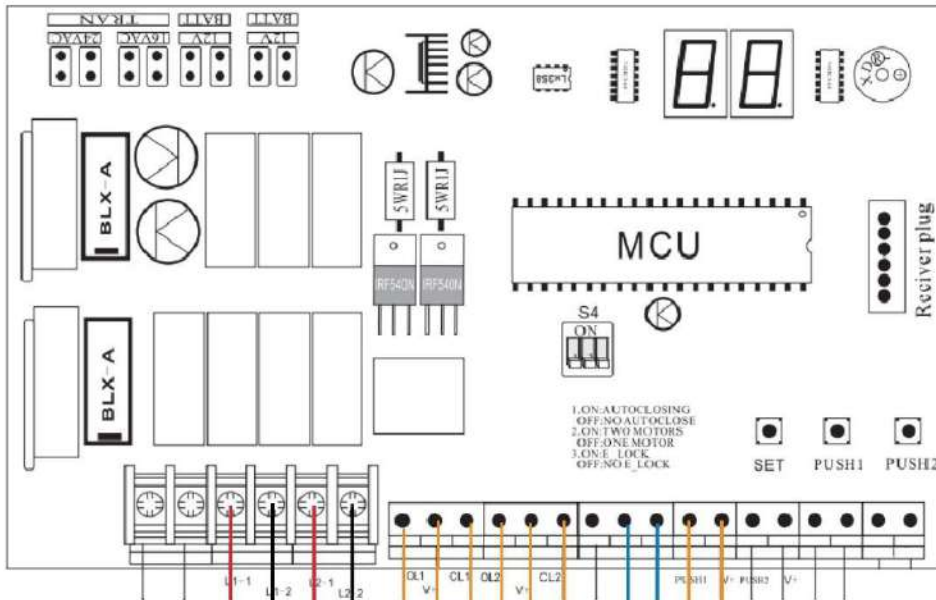 TRAN BATT BATT
24VAC 16VAC 12V 12V
LM358
X.D
BLX-A
5WR1J 5WR1J
MCU
IRF540N IRF540N
Reciver plug
S4
ON
BLX-A
1.ON:AUTOCLOSING
OFF:NO AUTOCLOSE
2.ON:TWO MOTORS
OFF:ONE MOTOR
3.ON:E_LOCK
OFF:NO E_LOCK
SET PUSH1 PUSH2
L1-1 L1-2 L2-1 L2-2
OL1 V+ CL1 OL2 V+ CL2 PUSH1 V+ PUSH2 V+